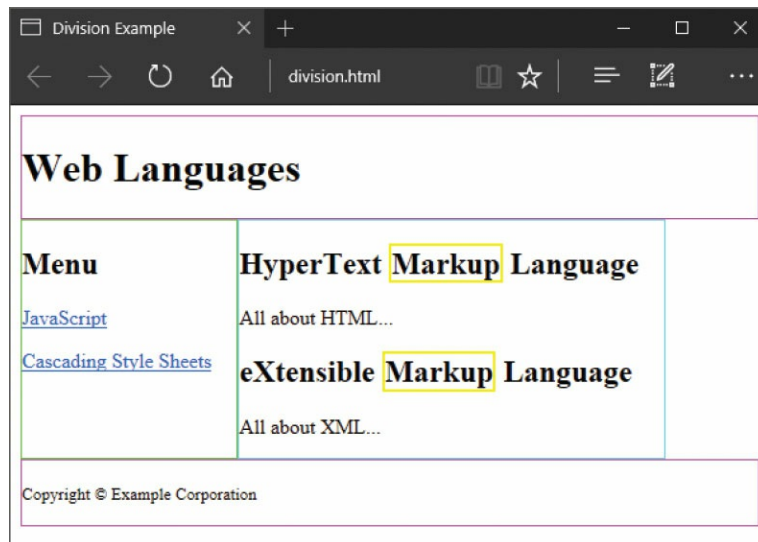 Division Example
division.html
Web Languages
Menu
JavaScript
Cascading Style Sheets
HyperText Markup Language
All about HTML...
eXtensible Markup Language
All about XML...
Copyright © Example Corporation